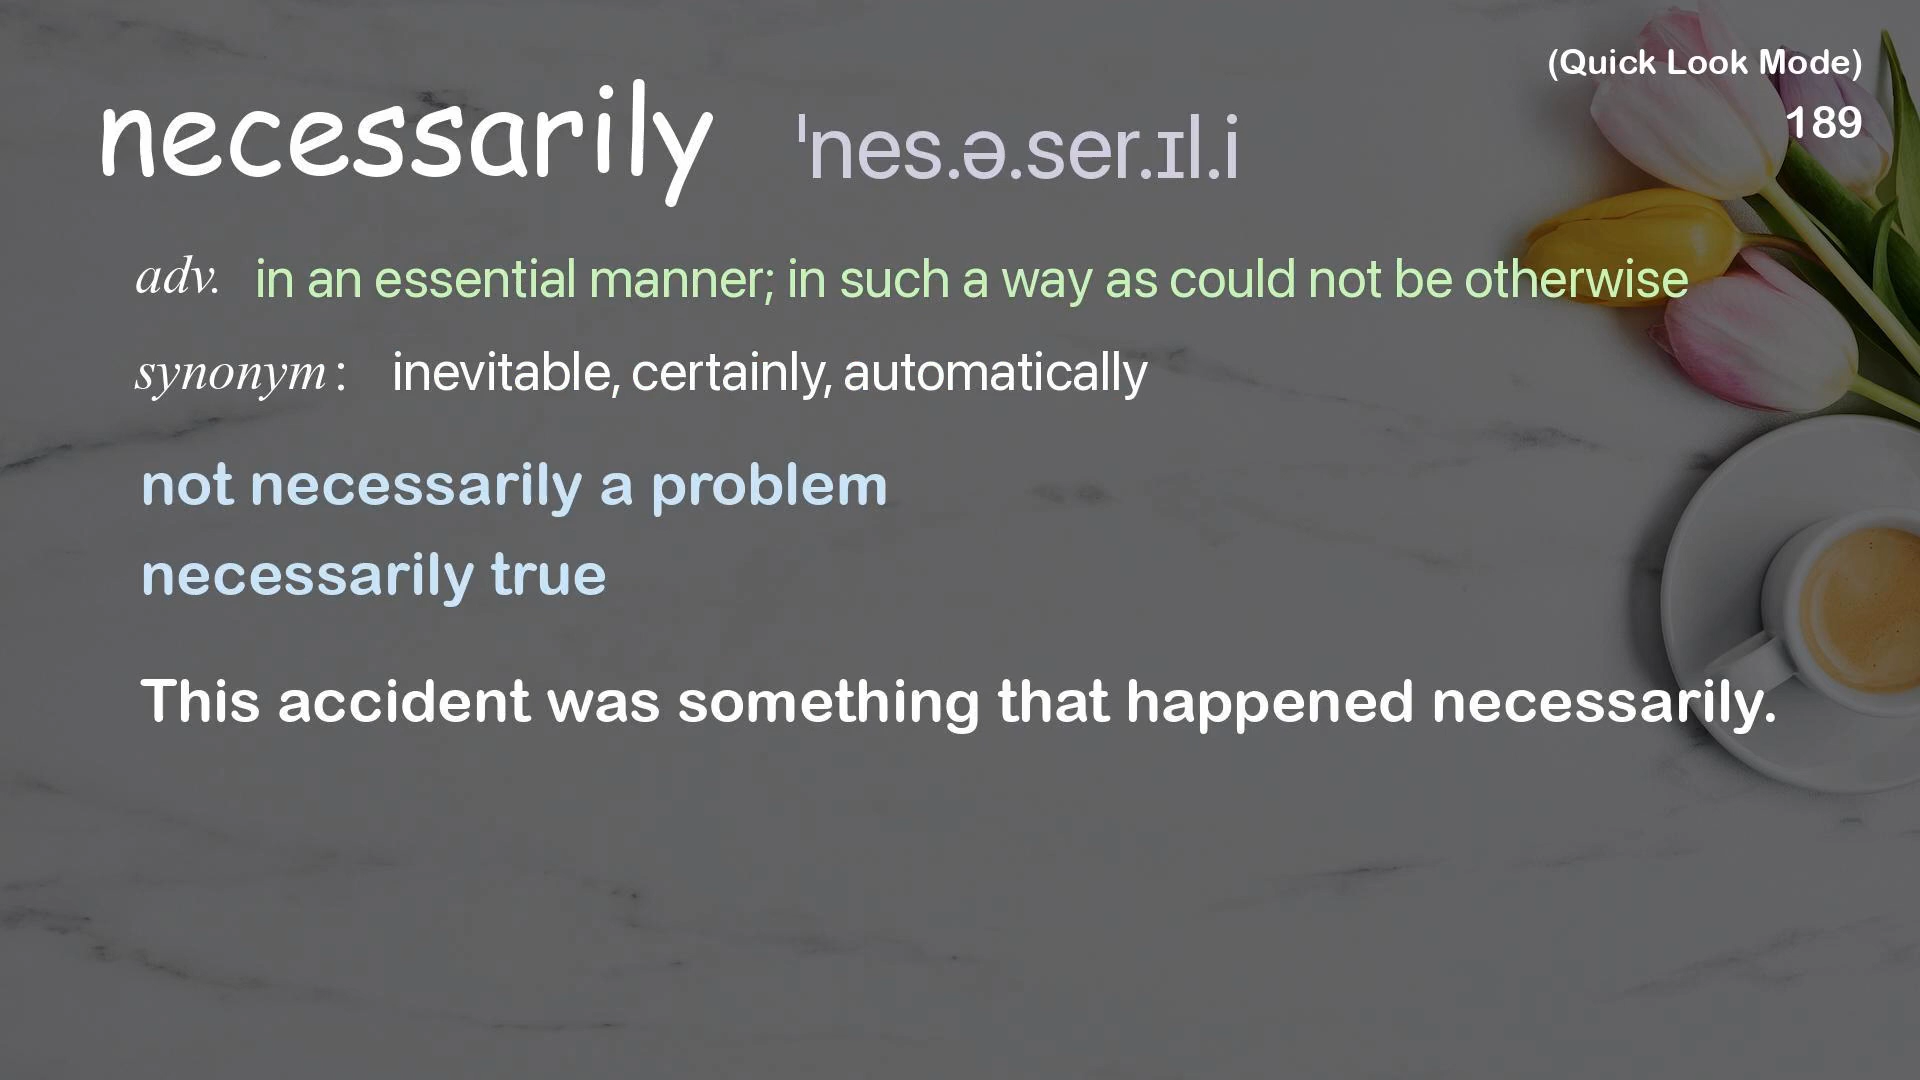 (Quick Look Mode)
189
necessarily ˈnes.ə.ser.ɪl.i
adv. in an essential manner; in such a way as could not be otherwise
synonym : inevitable, certainly, automatically
not necessarily a problem
necessarily true
This accident was something that happened necessarily.